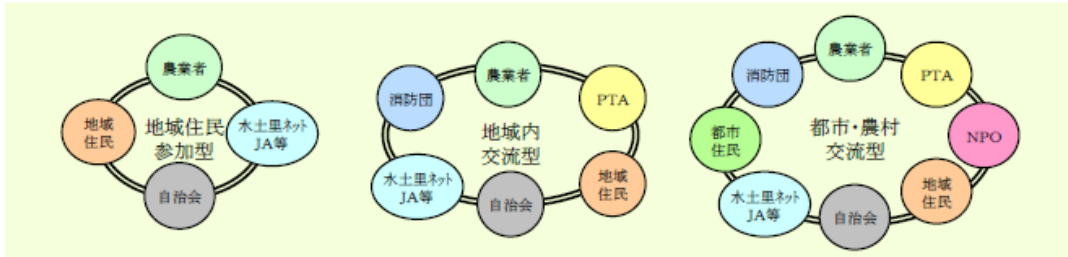 農業者
地域
住民
地域住民
参加型
水土里ネット
JA等
自治会
農業者
消防団
PTA
地域内
交流型
水土里ネット
JA等
自治会
地域
住民
農業者
消防団
PTA
都市
住民
都市・農村
交流型
NPO
水土里ネット
JA等
自治会
地域
住民